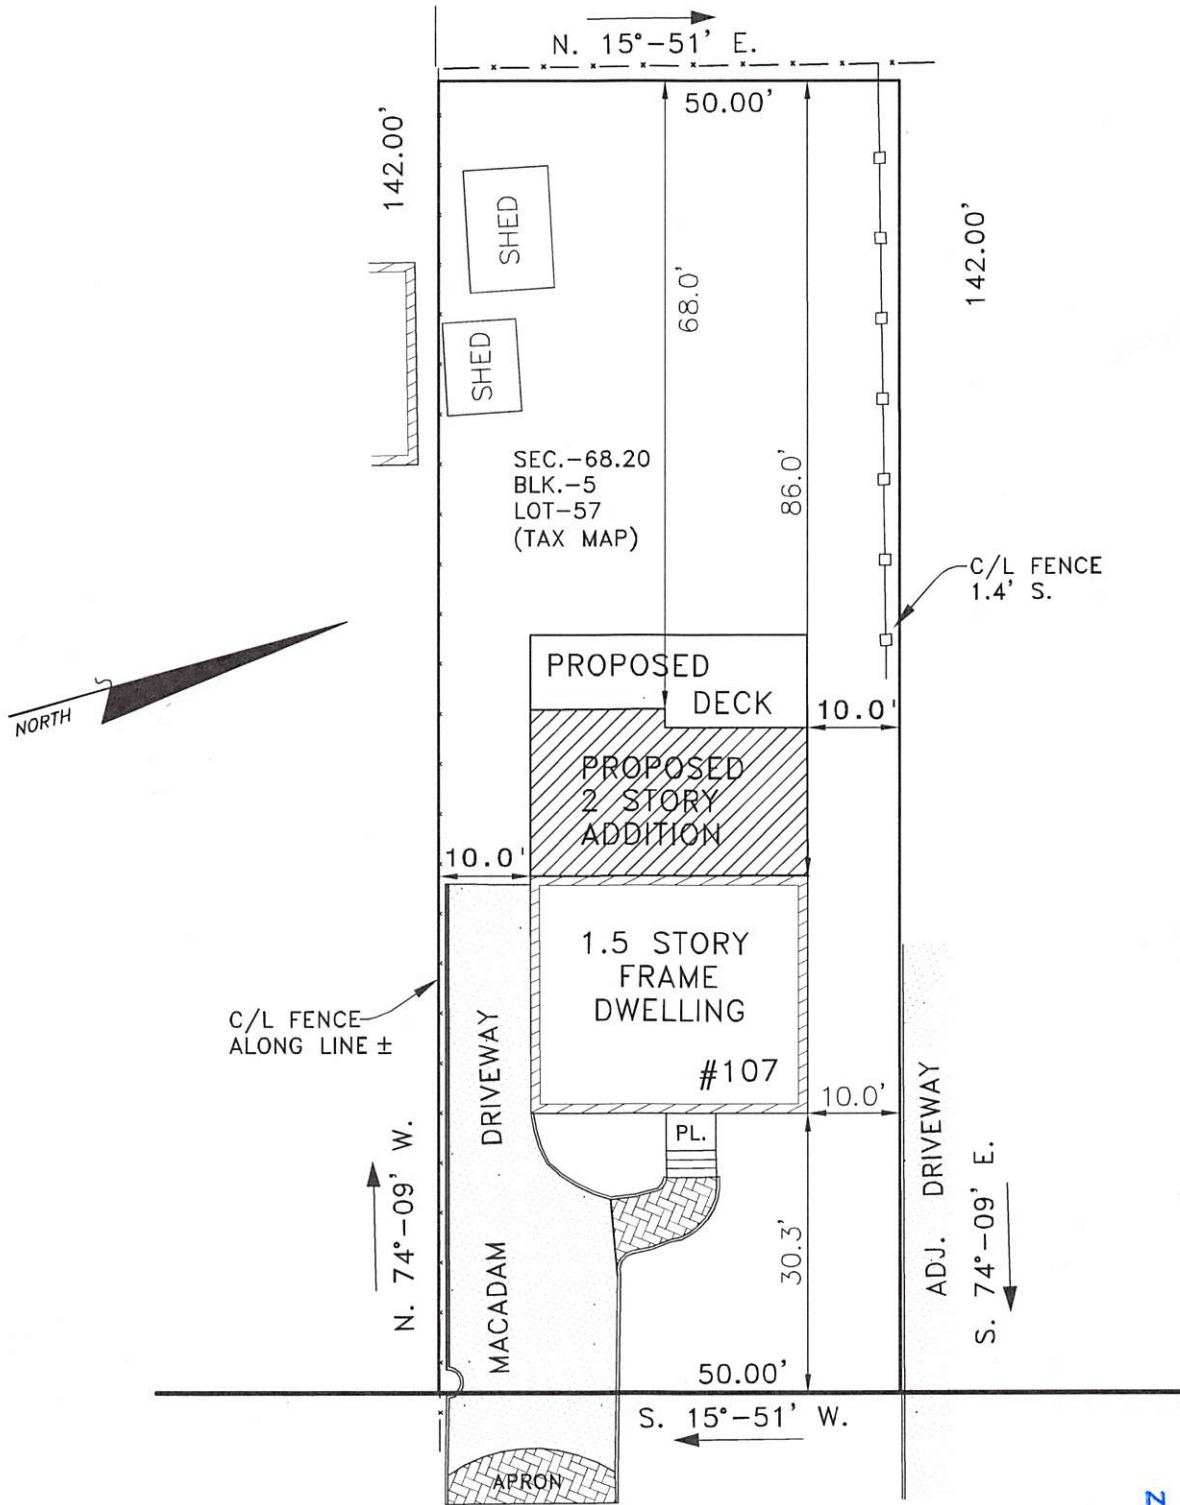 N. 15°-51' E.
50.00'
142.00'
142.00'
SHED
68.0'
SHED
SEC.-68.20
BLK.-5
LOT-57
(TAX MAP)
86.0'
C/L FENCE
1.4' S.
NORTH
PROPOSED
DECK
10.0'
PROPOSED
2 STORY
ADDITION
10.0'
1.5 STORY
FRAME
DWELLING
#107
C/L FENCE
ALONG LINE ±
MACADAM DRIVEWAY
10.0'
PL.
N. 74°-09' W.
30.3'
ADJ. DRIVEWAY
S. 74°-09' E.
50.00'
S. 15°-51' W.
APRON
Z